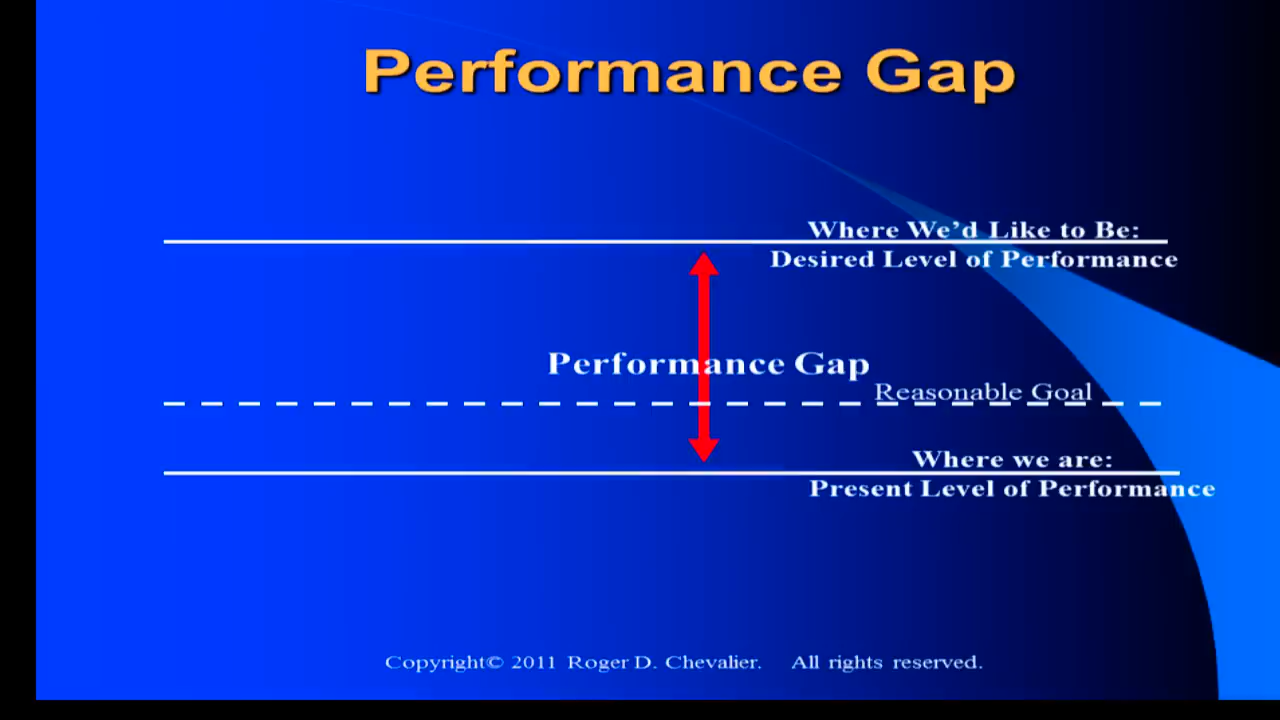 Performance Gap
Where We'd Like to Be:
Desired Level of Performance
Performance Gap
Reasonable Goal
Where we are:
Present Level of Performance
Copyright© 2011 Roger D. Chevalier. All rights reserved.